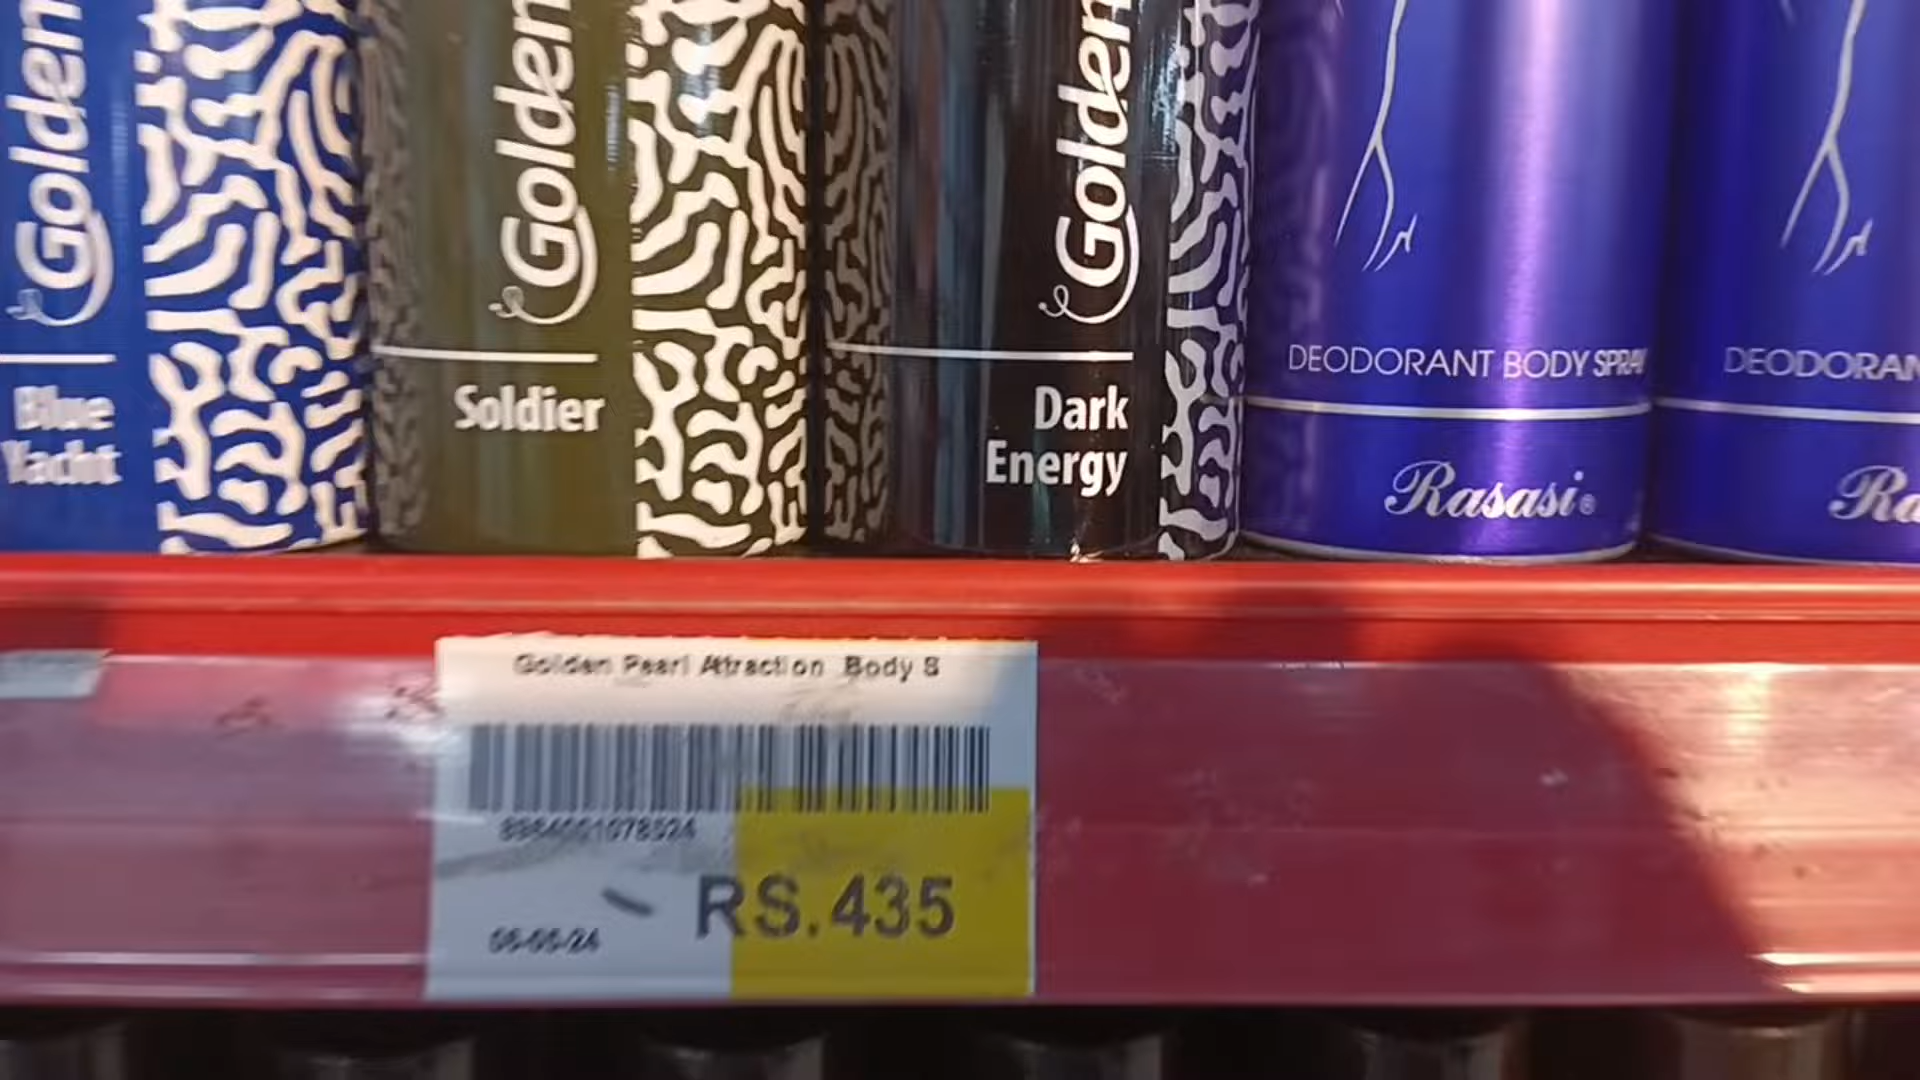 Golden
Golden
Golden
Blue
Yacht
Soldier
Dark
Energy
DEODORANT BODY SPRAY
Rasasi®
DEODORAN
Ra
Golden Pearl Attraction Body S
RS.435